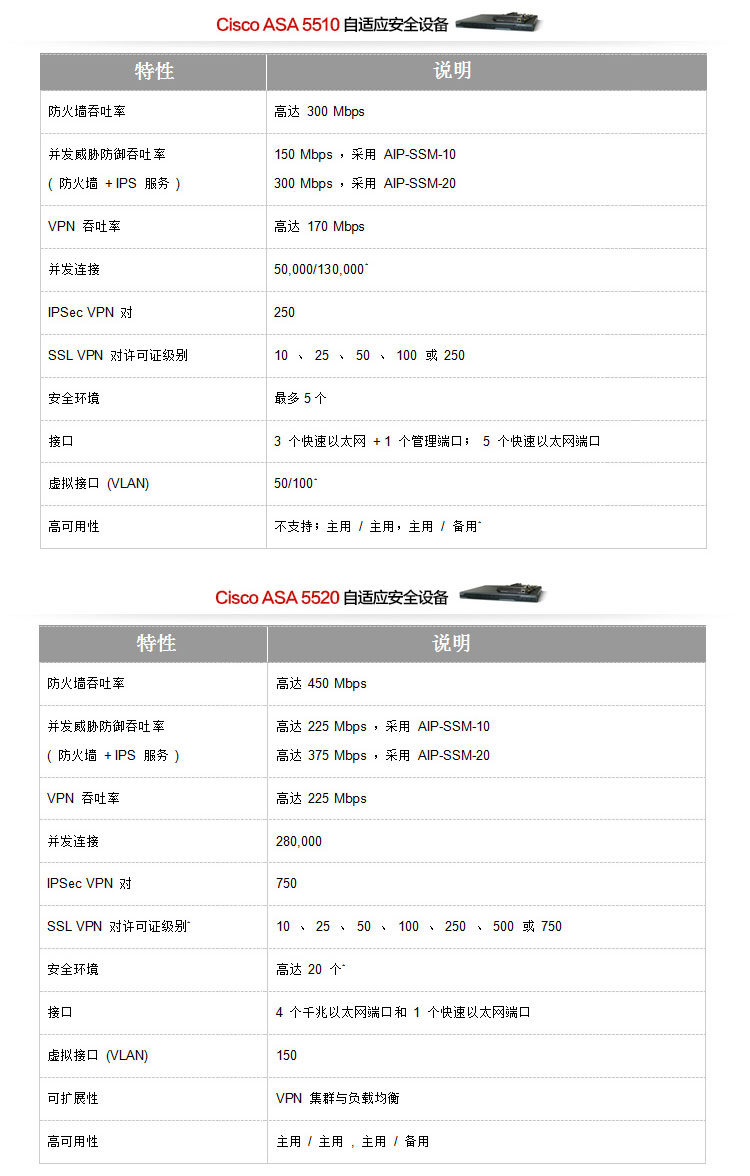 Cisco ASA 5510 自适应安全设备
特性 说明
防火墙吞吐率 高达 300 Mbps
并发威胁防御吞吐率 150 Mbps ，采用 AIP-SSM-10
( 防火墙 + IPS 服务 ) 300 Mbps ，采用 AIP-SSM-20
VPN 吞吐率 高达 170 Mbps
并发连接 50,000/130,000*
IPSec VPN 对 250
SSL VPN 对许可证级别 10 、 25 、 50 、 100 或 250
安全环境 最多 5 个
接口 3 个快速以太网 + 1 个管理端口； 5 个快速以太网端口
虚拟接口 (VLAN) 50/100*
高可用性 不支持；主用 / 主用，主用 / 备用*
Cisco ASA 5520 自适应安全设备
特性 说明
防火墙吞吐率 高达 450 Mbps
并发威胁防御吞吐率 高达 225 Mbps ，采用 AIP-SSM-10
( 防火墙 + IPS 服务 ) 高达 375 Mbps ，采用 AIP-SSM-20
VPN 吞吐率 高达 225 Mbps
并发连接 280,000
IPSec VPN 对 750
SSL VPN 对许可证级别* 10 、 25 、 50 、 100 、 250 、 500 或 750
安全环境 高达 20 个*
接口 4 个千兆以太网端口和 1 个快速以太网端口
虚拟接口 (VLAN) 150
可扩展性 VPN 集群与负载均衡
高可用性 主用 / 主用 , 主用 / 备用